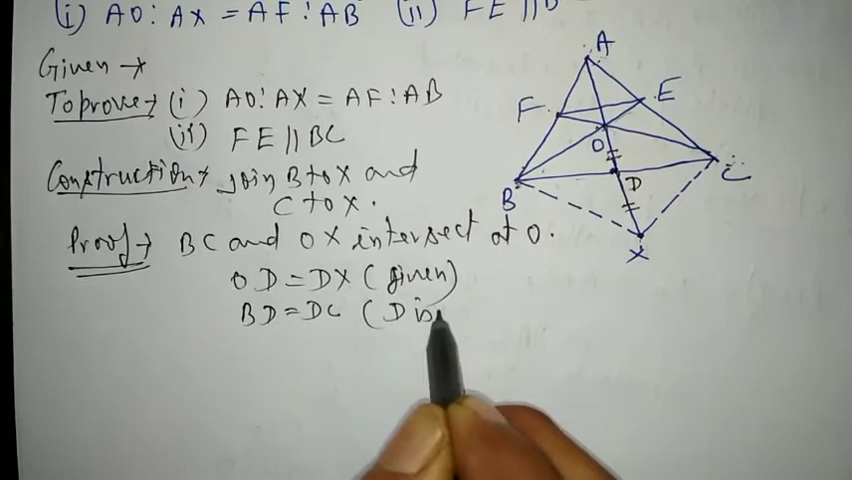 (i) AO:AX = AF:AB (ii) FE || B
Given →
To prove → (i) AO:AX = AF:AB
(ii) FE || BC
Construction → Join B to X and
C to X.
Proof → BC and OX intersect at O.
OD = DX (given)
BD = DC (D is
A
F
E
O
B
D
C
X